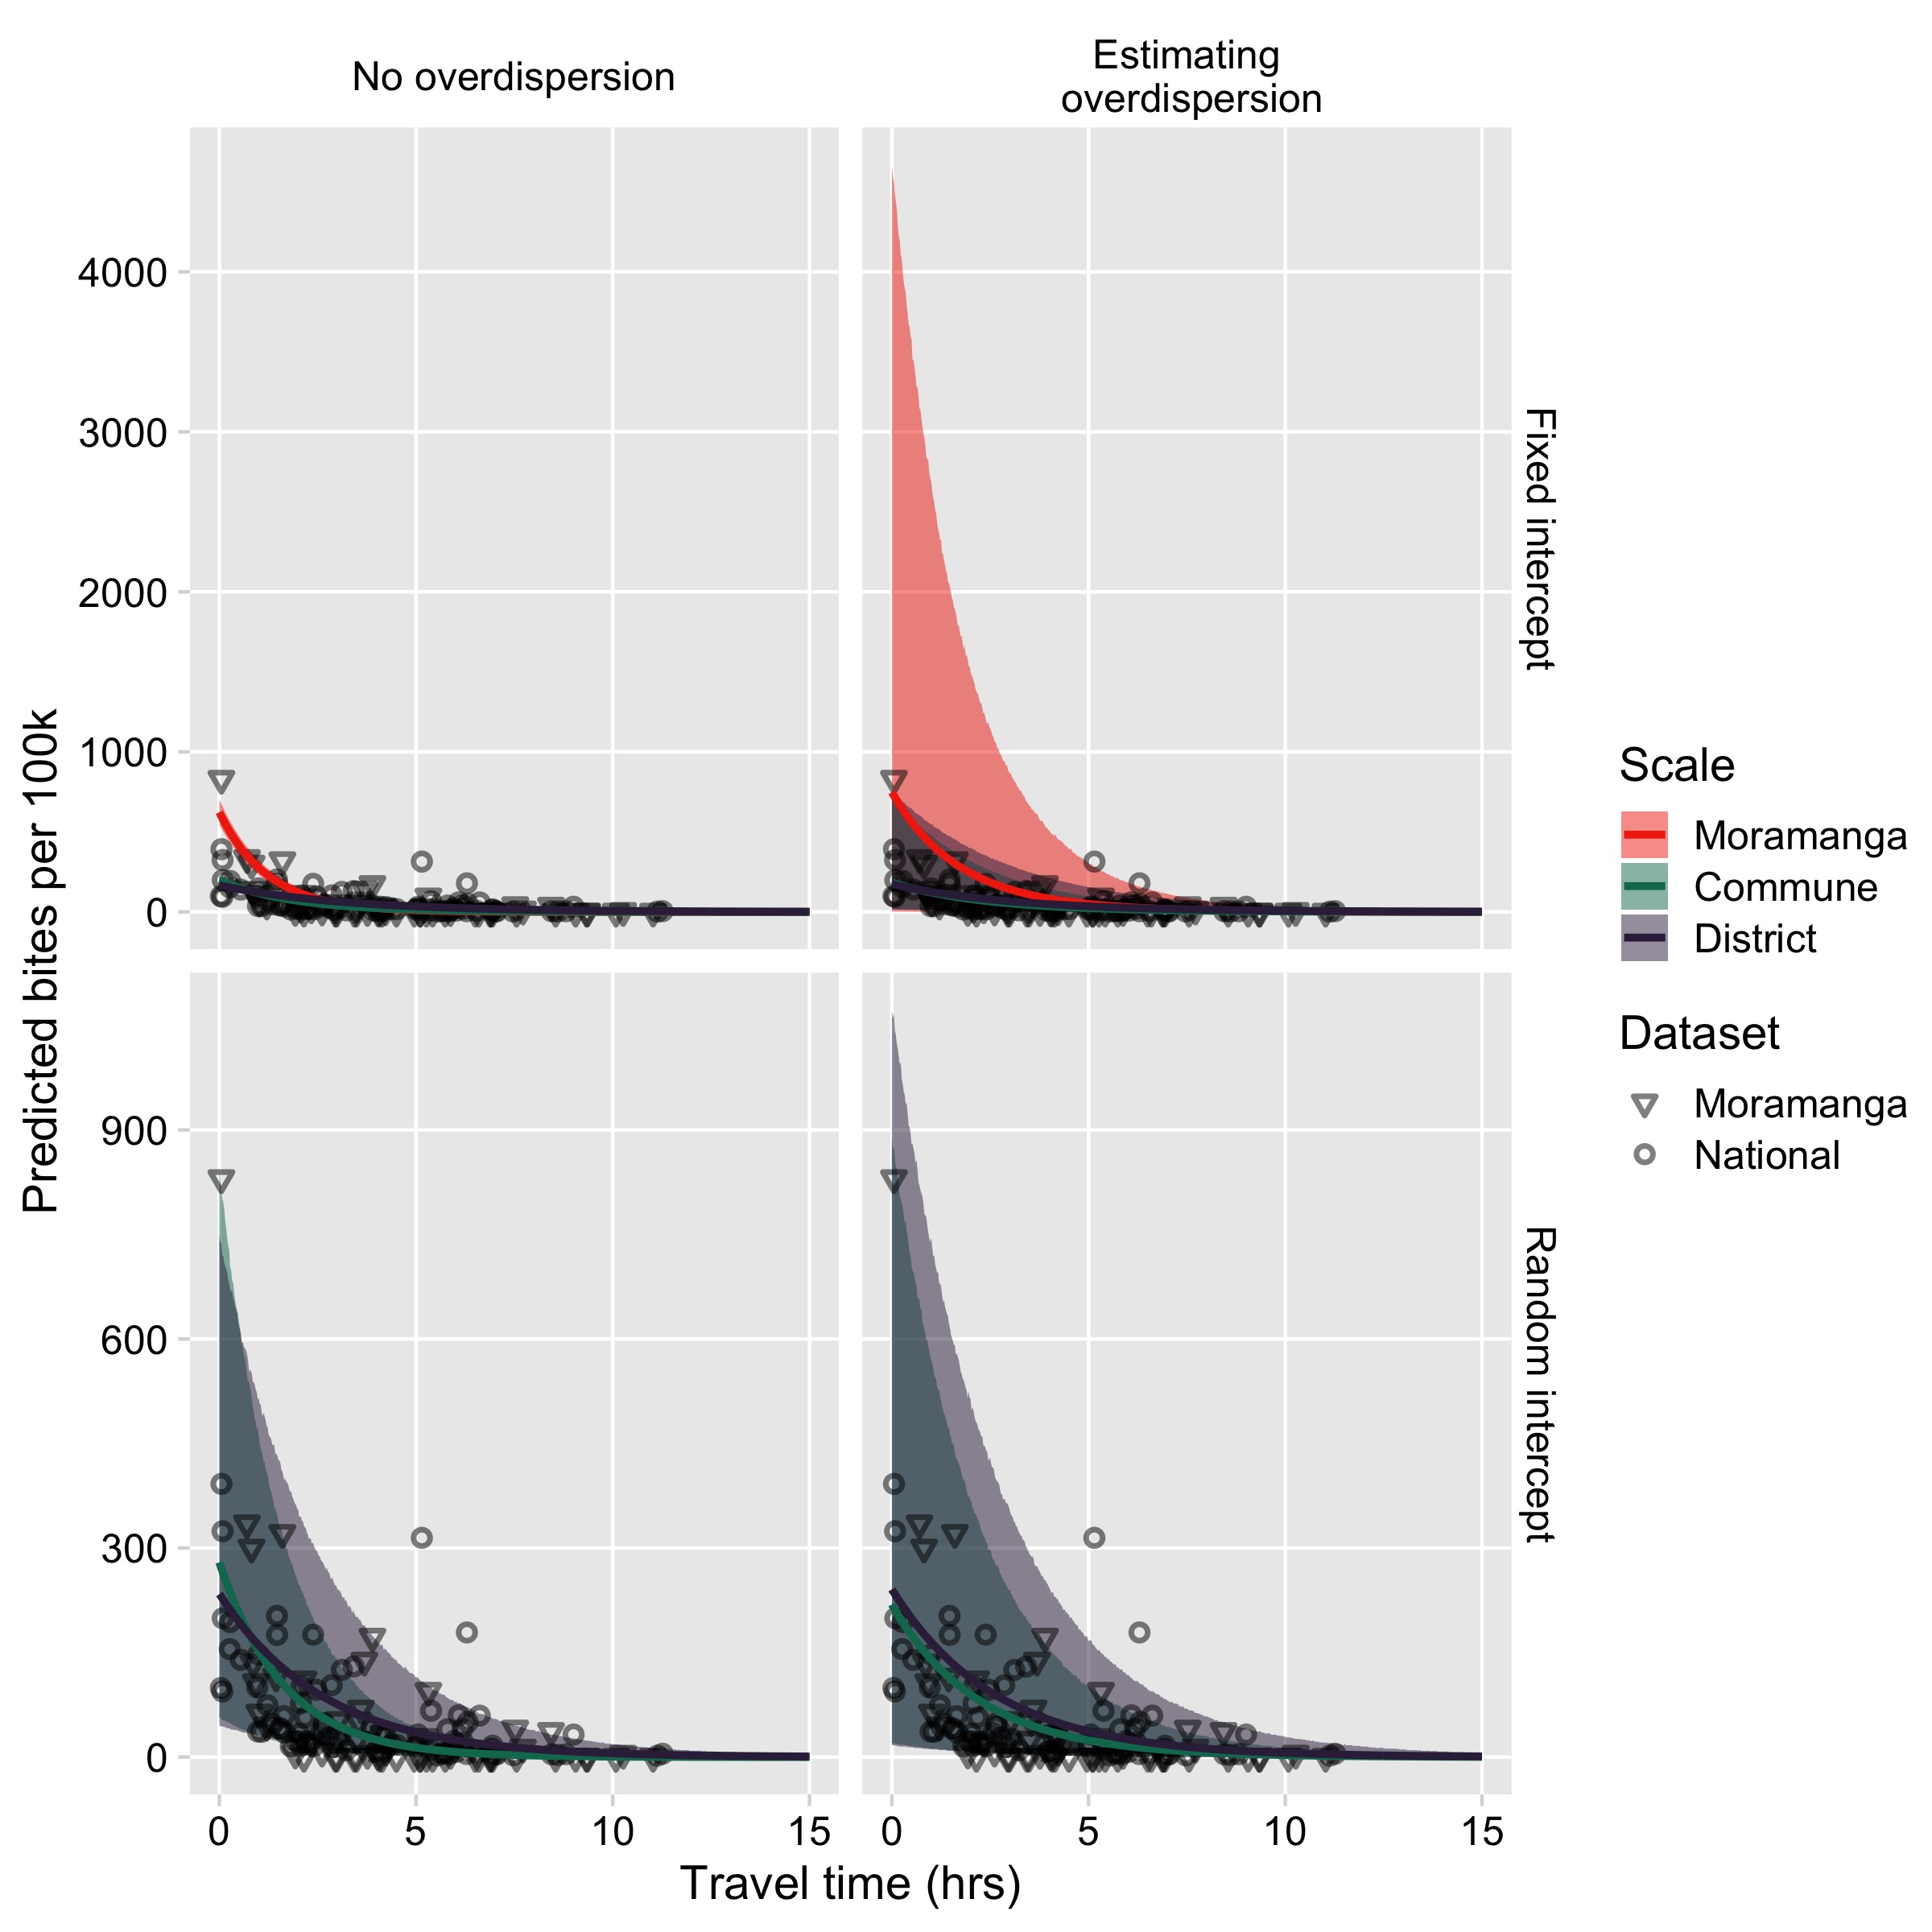 No overdispersion
Estimating
overdispersion
Predicted bites per 100k
4000
3000
2000
1000
0
Fixed intercept
900
600
300
0
Random intercept
0 5 10 15
0 5 10 15
Travel time (hrs)
Scale
Moramanga
Commune
District
Dataset
Moramanga
National